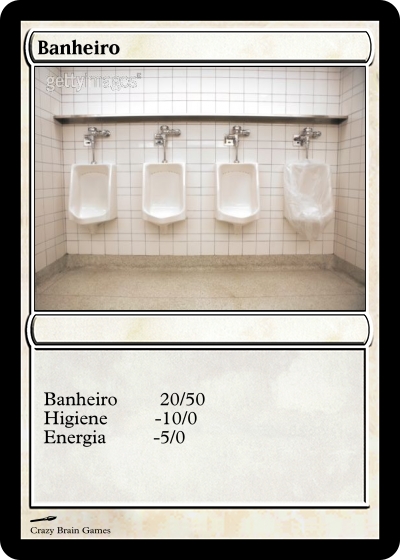 Banheiro
gettyimages®
Banheiro 20/50
Higiene -10/0
Energia -5/0
Crazy Brain Games